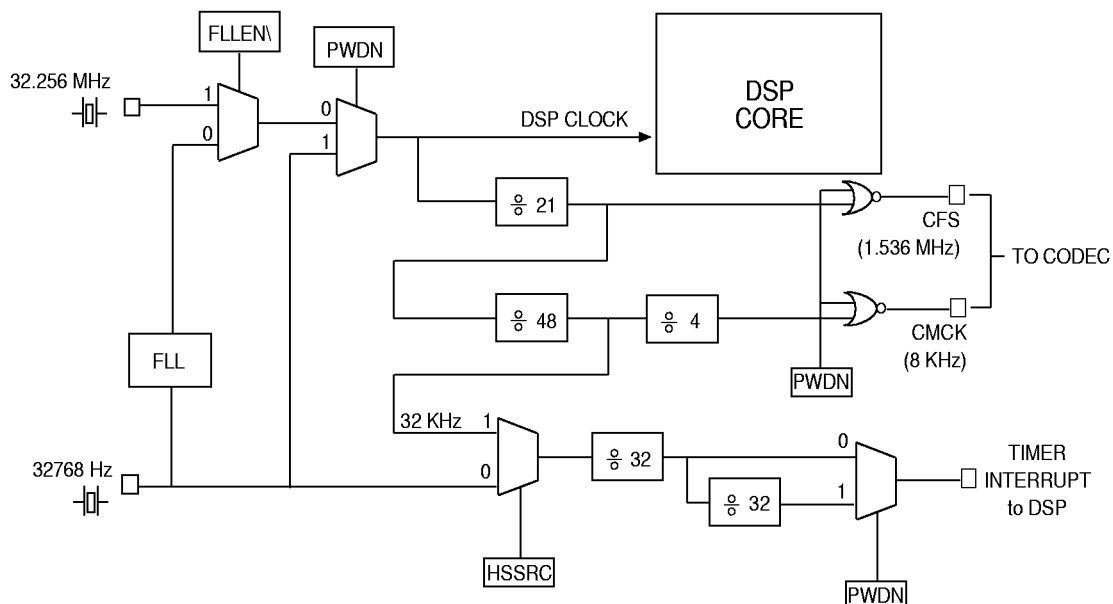 FLLEN\
PWDN
32.256 MHz
1
0
0
1
DSP CLOCK
DSP
CORE
÷ 21
CFS
(1.536 MHz)
TO CODEC
÷ 48
÷ 4
CMCK
(8 KHz)
PWDN
FLL
32 KHz
1
0
32768 Hz
÷ 32
÷ 32
0
1
TIMER
INTERRUPT
to DSP
HSSRC
PWDN